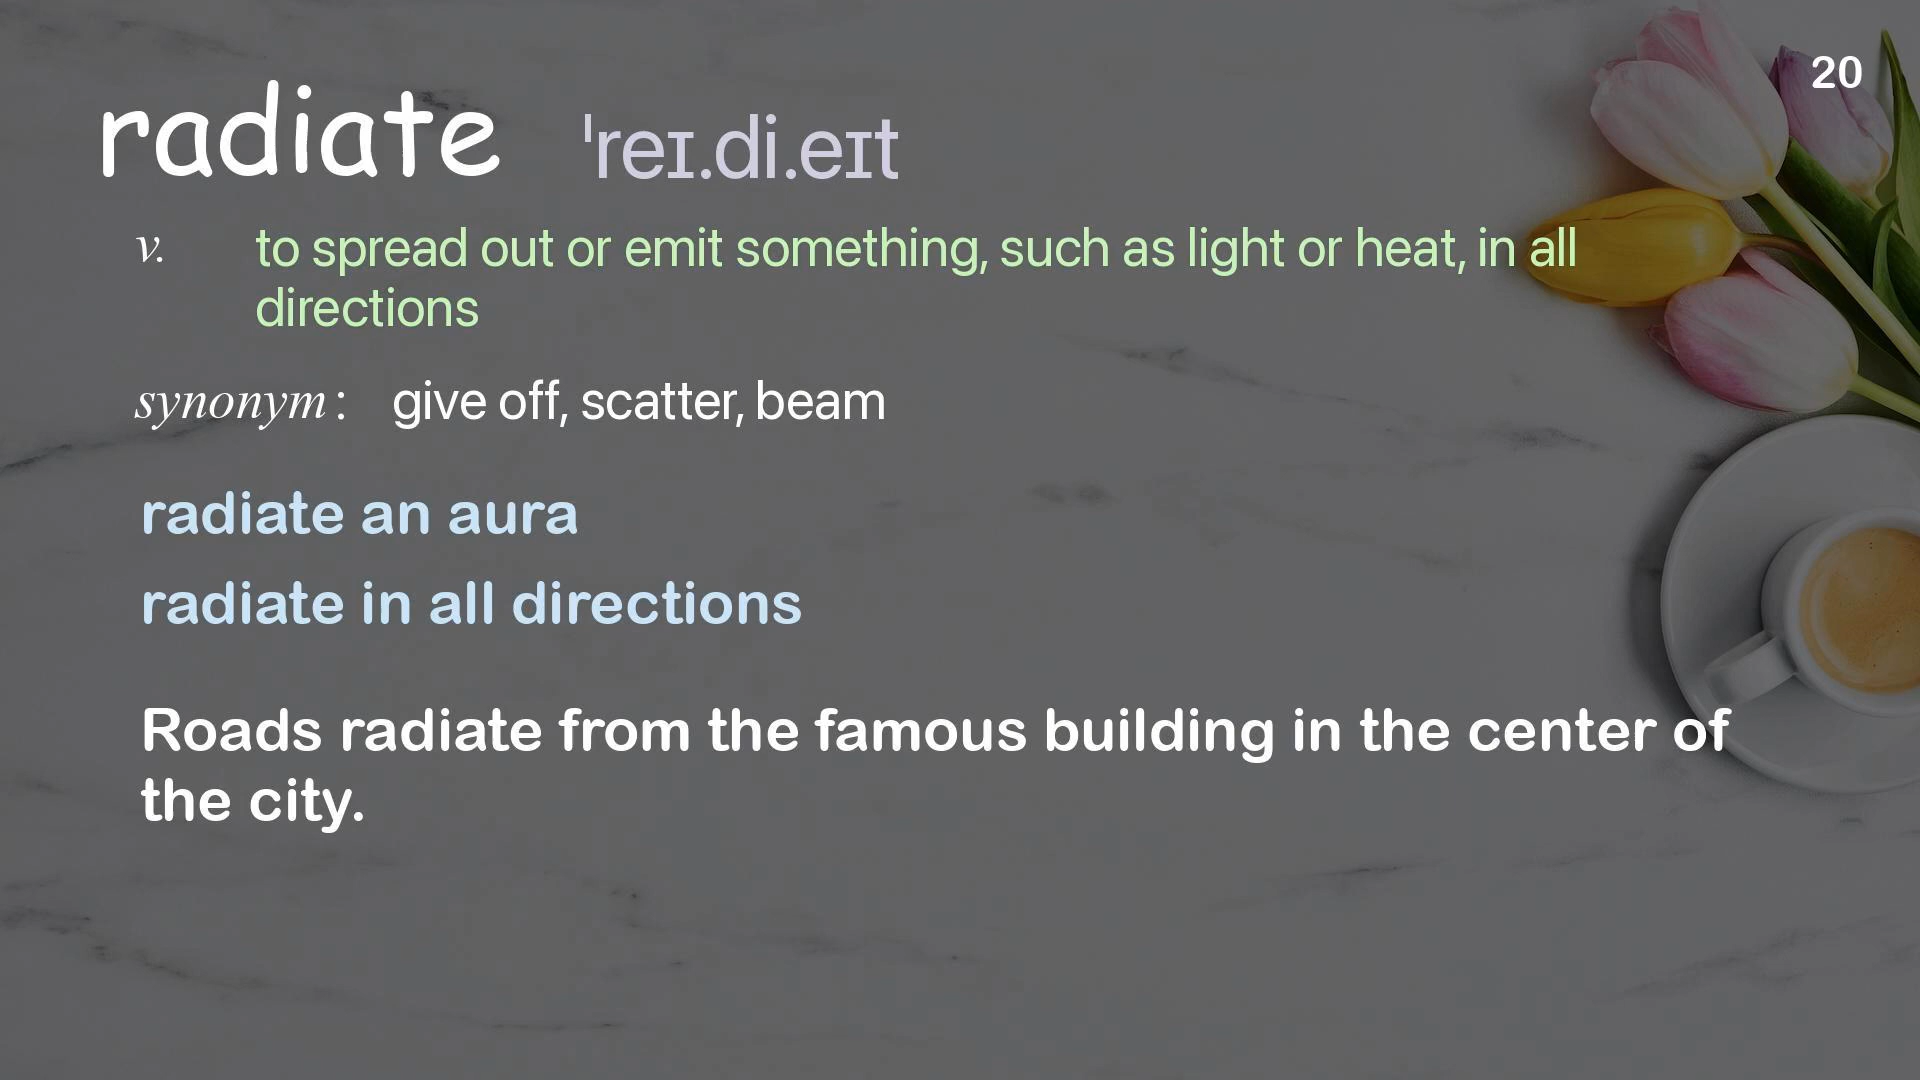 20
radiate ˈreɪ.di.eɪt
v. to spread out or emit something, such as light or heat, in all
directions
synonym: give off, scatter, beam
radiate an aura
radiate in all directions
Roads radiate from the famous building in the center of
the city.